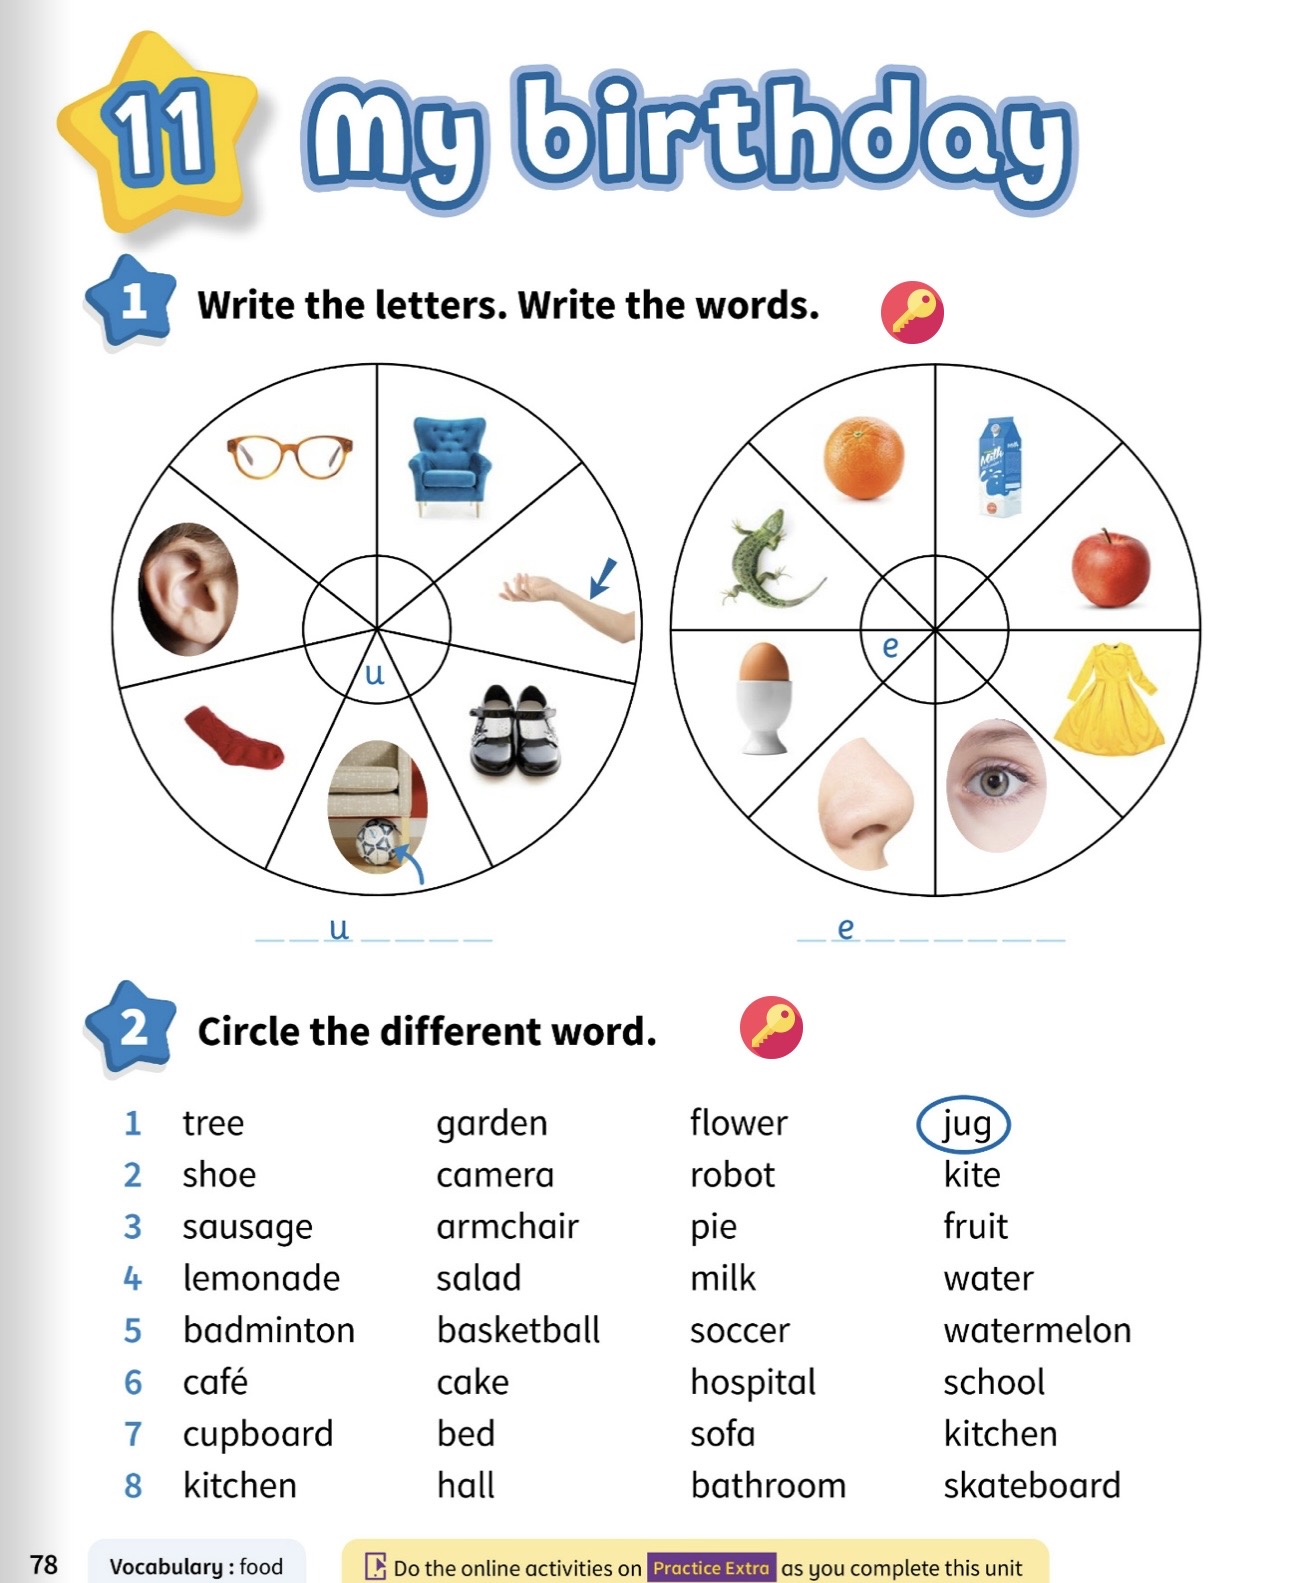 11 My birthday
1 Write the letters. Write the words.
Milk
u
e
u
e
2 Circle the different word.
1 tree garden flower jug
2 shoe camera robot kite
3 sausage armchair pie fruit
4 lemonade salad milk water
5 badminton basketball soccer watermelon
6 café cake hospital school
7 cupboard bed sofa kitchen
8 kitchen hall bathroom skateboard
78 Vocabulary : food Do the online activities on Practice Extra as you complete this unit